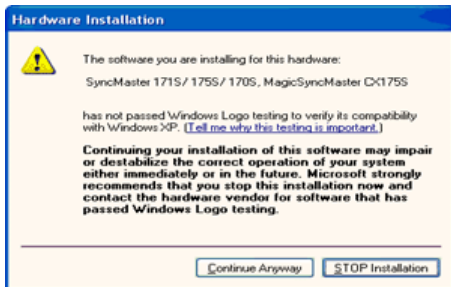 Hardware Installation
The software you are installing for this hardware:
SyncMaster 171S/ 175S/ 170S, MagicSyncMaster CX175S
has not passed Windows Logo testing to verify its compatibility
with Windows XP. (Tell me why this testing is important.)
Continuing your installation of this software may impair
or destabilize the correct operation of your system
either immediately or in the future. Microsoft strongly
recommends that you stop this installation now and
contact the hardware vendor for software that has
passed Windows Logo testing.
Continue Anyway STOP Installation